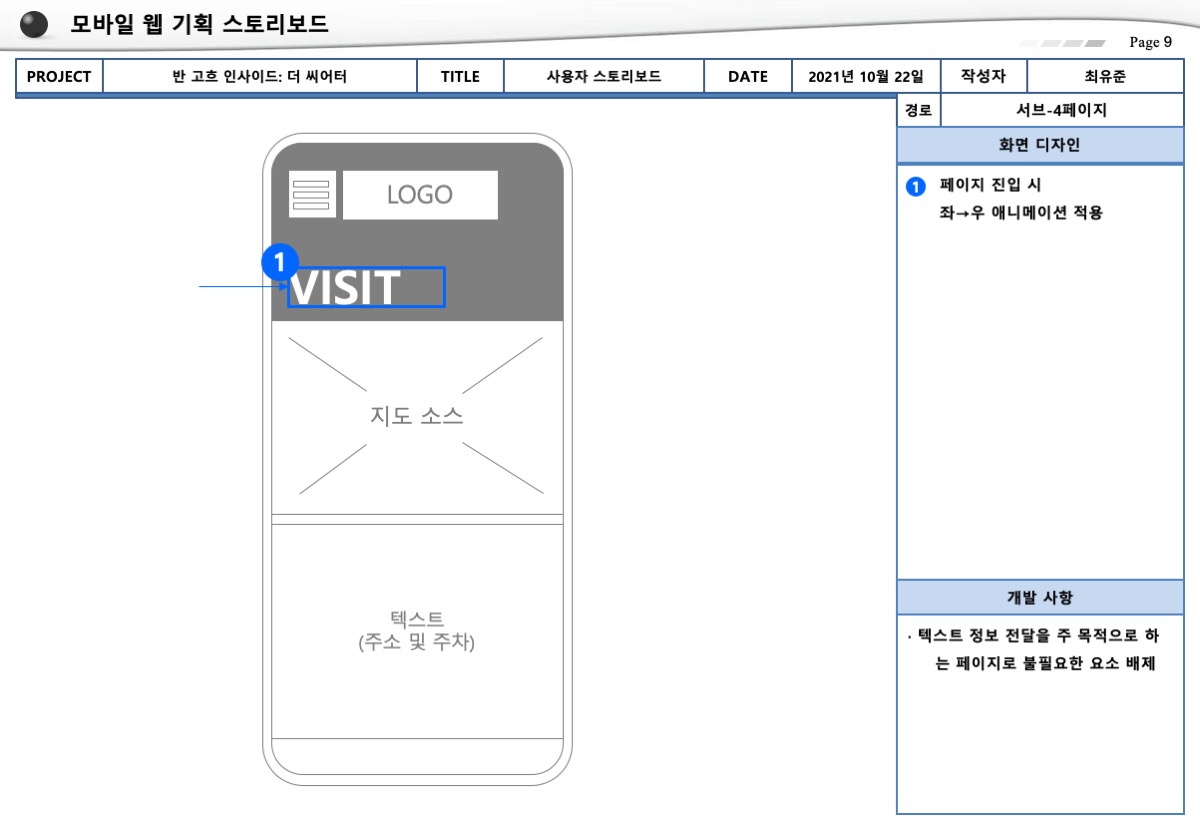 모바일 웹 기획 스토리보드
Page 9
PROJECT
반 고흐 인사이드: 더 씨어터
TITLE
사용자 스토리보드
DATE
2021년 10월 22일
작성자
최유준
경로
서브-4페이지
화면 디자인
1 페이지 진입 시
좌→우 애니메이션 적용
LOGO
1
VISIT
지도 소스
텍스트
(주소 및 주차)
개발 사항
· 텍스트 정보 전달을 주 목적으로 하
는 페이지로 불필요한 요소 배제